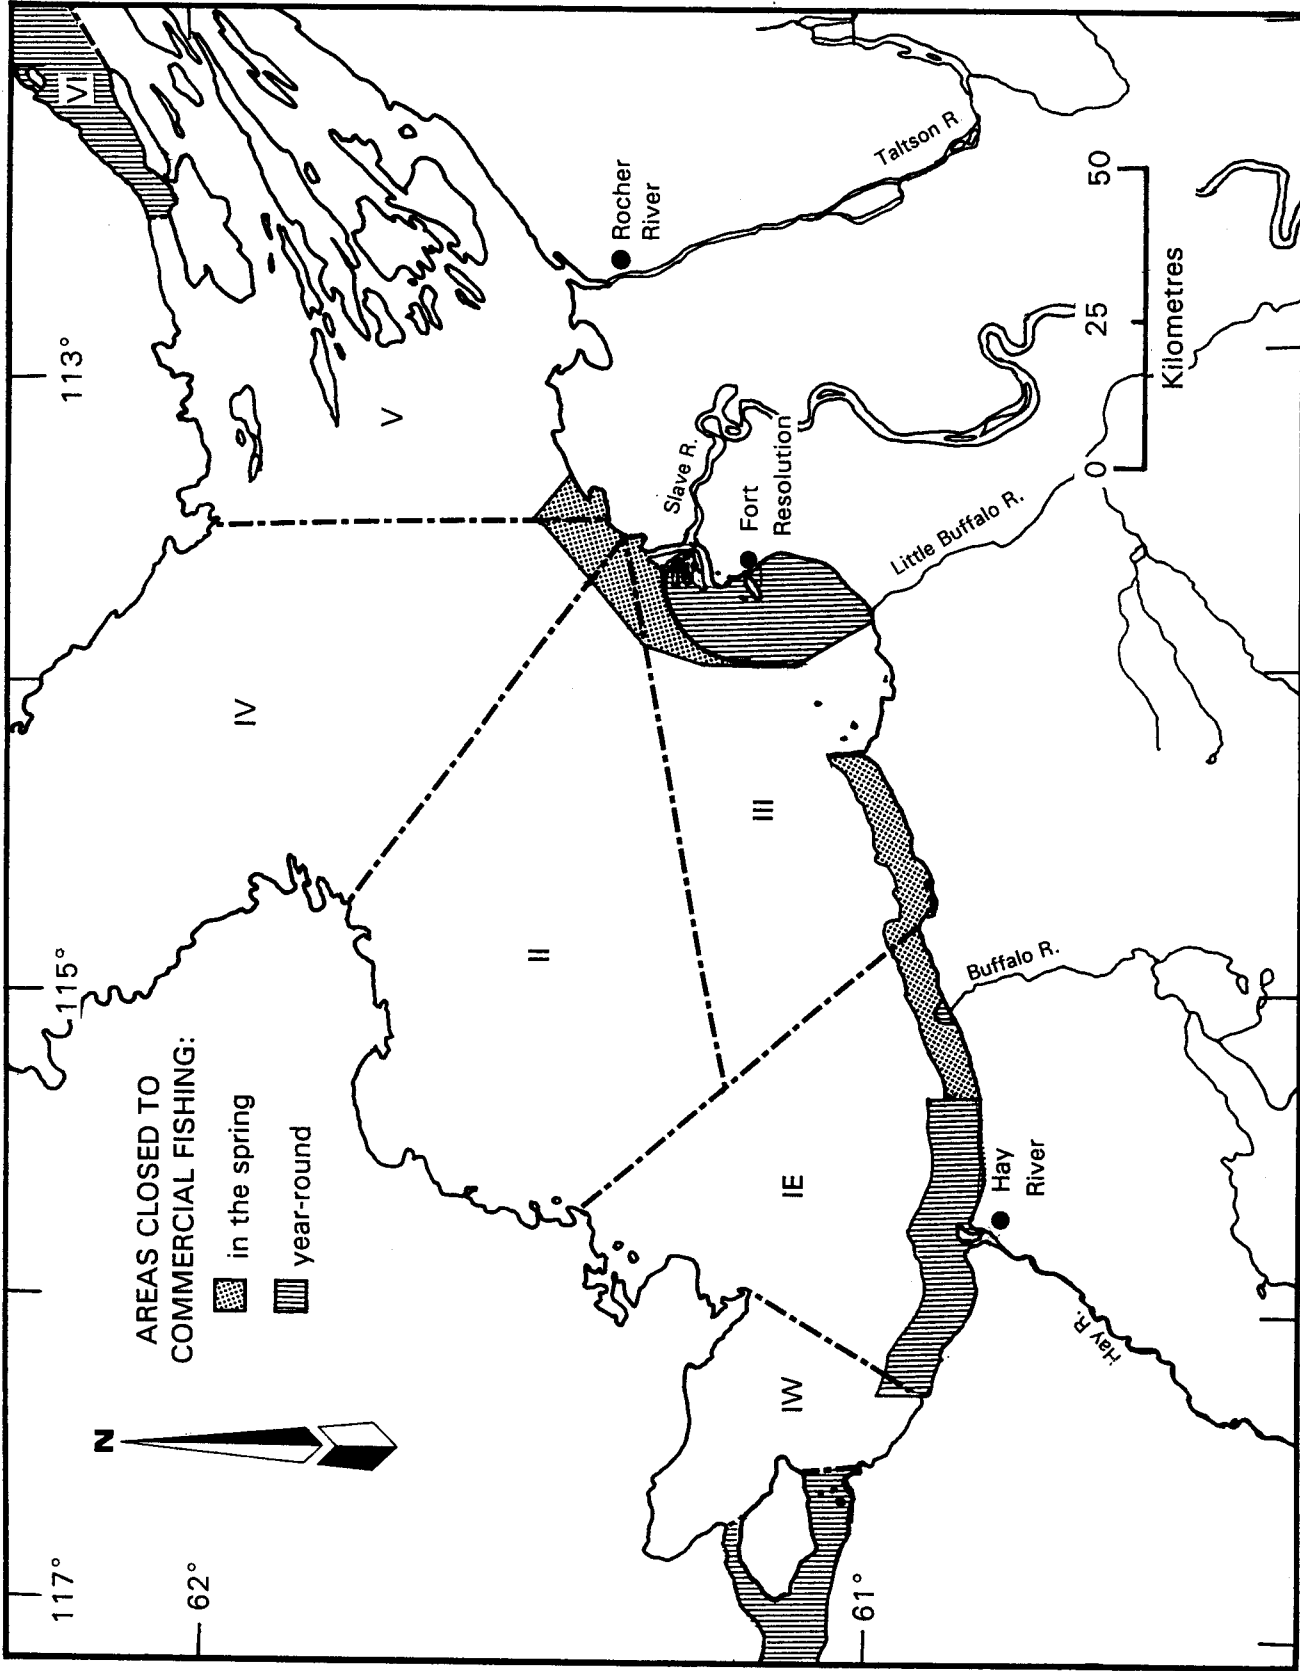 117°
115°
113°
62°
61°
N
AREAS CLOSED TO
COMMERCIAL FISHING:
in the spring
year-round
VI
V
IV
II
III
IE
IW
Rocher
River
Taltson R.
Slave R.
Fort
Resolution
Little Buffalo R.
Buffalo R.
Hay
River
Hay R.
0
25
50
Kilometres